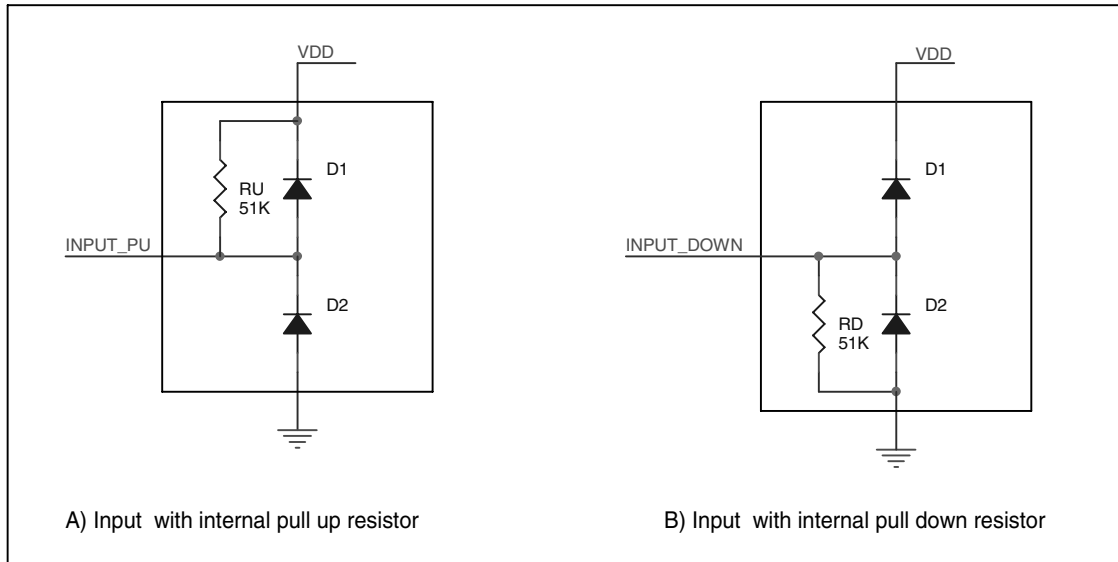 VDD
D1
RU
51K
INPUT_PU
D2
A) Input with internal pull up resistor
VDD
D1
INPUT_DOWN
D2
RD
51K
B) Input with internal pull down resistor